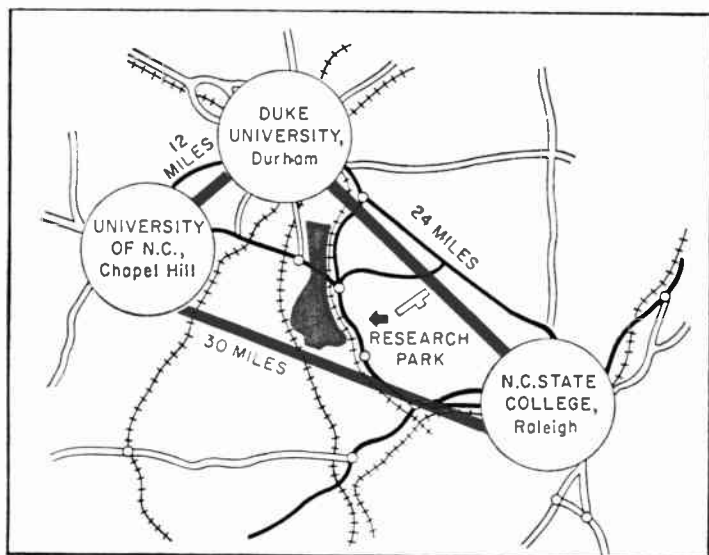 DUKE
UNIVERSITY,
Durham
12
MILES
UNIVERSITY
OF N.C.,
Chapel Hill
24 MILES
RESEARCH
PARK
30 MILES
N.C. STATE
COLLEGE,
Raleigh